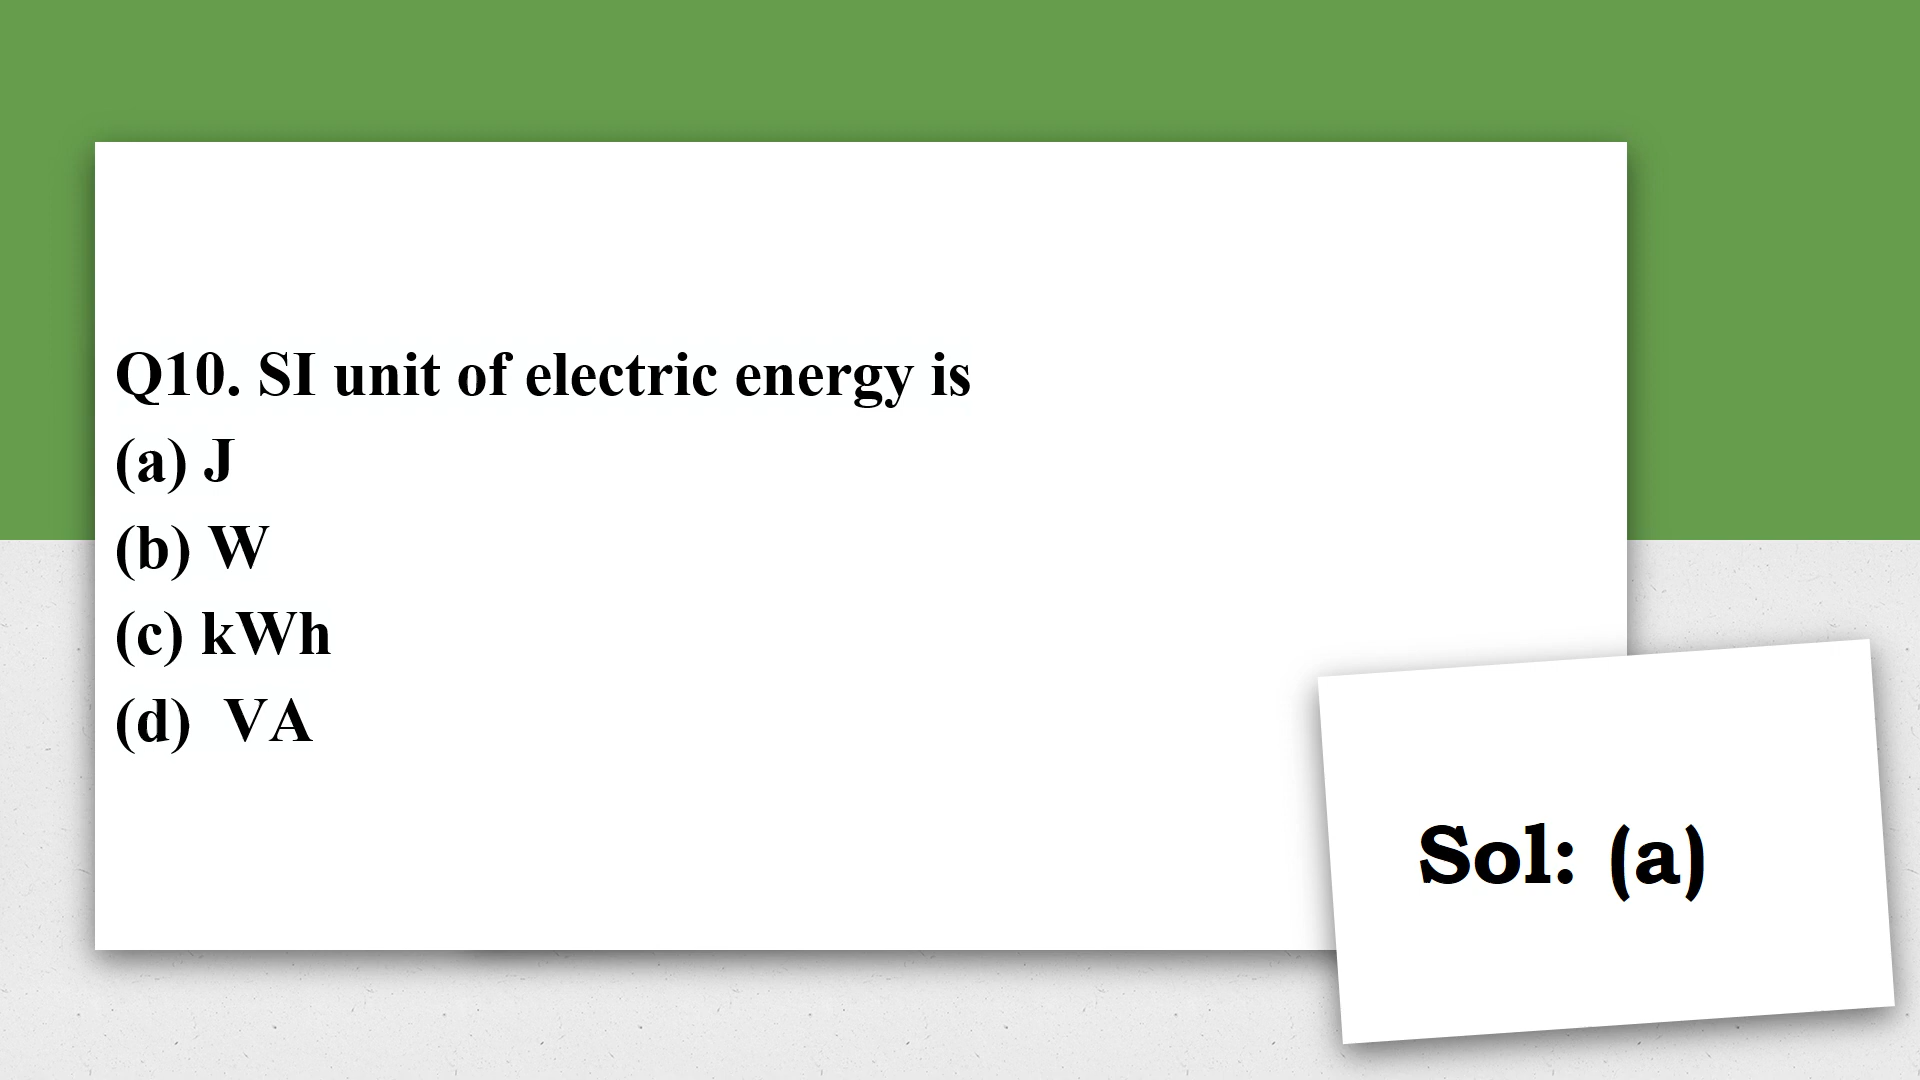 Q10. SI unit of electric energy is
(a) J
(b) W
(c) kWh
(d) VA
Sol: (a)